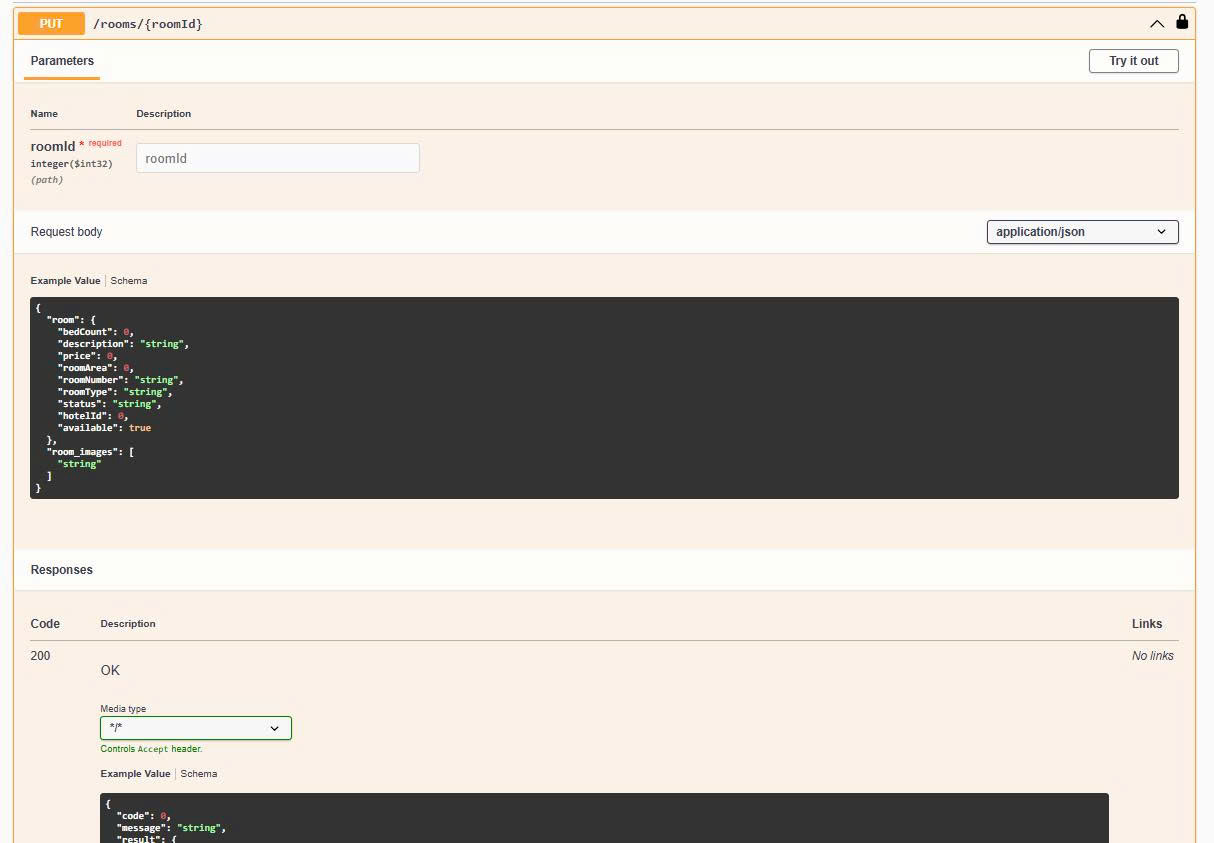 PUT /rooms/{roomId}
Parameters
Try it out
Name Description
roomId * required
integer($int32)
(path)
roomId
Request body
application/json
Example Value | Schema
{
  "room": {
    "bedCount": 0,
    "description": "string",
    "price": 0,
    "roomArea": 0,
    "roomNumber": "string",
    "roomType": "string",
    "status": "string",
    "hotelId": 0,
    "available": true
  },
  "room_images": [
    "string"
  ]
}
Responses
Code Description Links
200
OK
No links
Media type
*/*
Controls Accept header.
Example Value | Schema
{
  "code": 0,
  "message": "string",
  "result": {